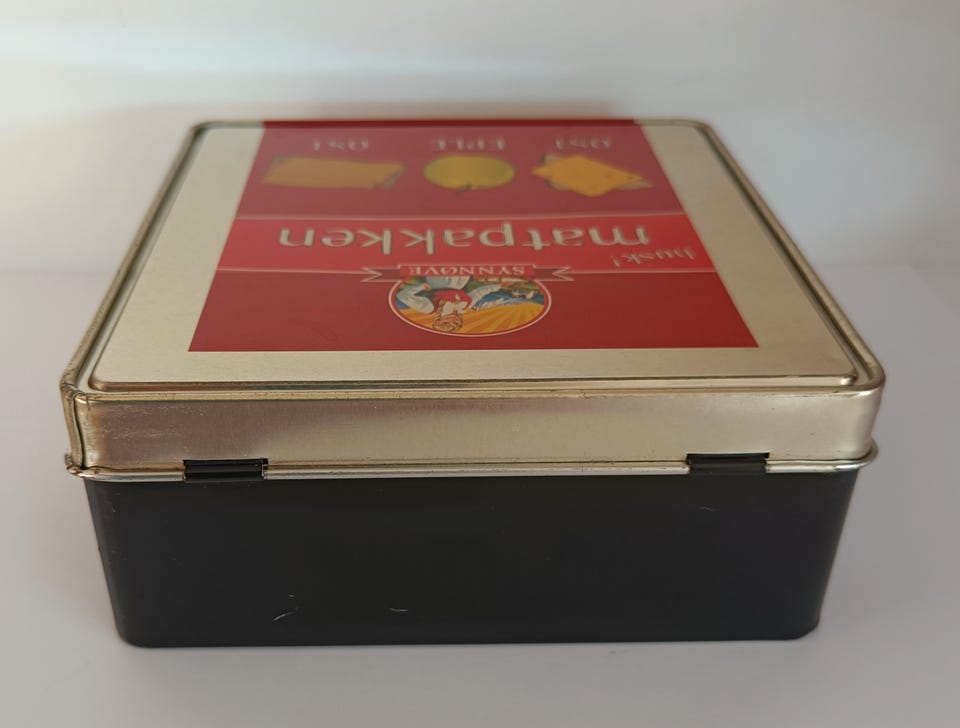 SYNNØVE
husk!
matpakken
OST EPLE OST